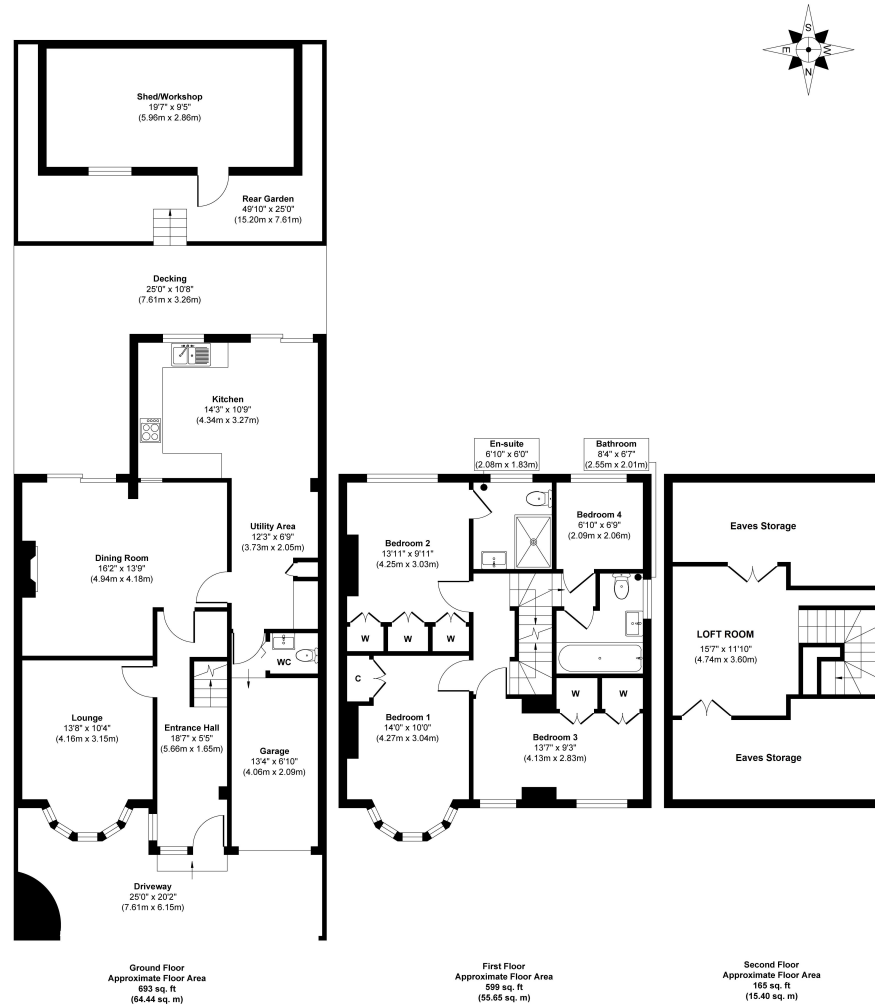 S
E
W
N
Shed/Workshop
19'7" x 9'5"
(5.96m x 2.86m)
Rear Garden
49'10" x 25'0"
(15.20m x 7.61m)
Decking
25'0" x 10'8"
(7.61m x 3.26m)
Kitchen
14'3" x 10'9"
(4.34m x 3.27m)
Utility Area
12'3" x 6'9"
(3.73m x 2.05m)
Dining Room
16'2" x 13'9"
(4.94m x 4.18m)
WC
Lounge
13'8" x 10'4"
(4.16m x 3.15m)
Entrance Hall
18'7" x 5'5"
(5.66m x 1.65m)
Garage
13'4" x 6'10"
(4.06m x 2.09m)
Driveway
25'0" x 20'2"
(7.61m x 6.15m)
Ground Floor
Approximate Floor Area
693 sq. ft
(64.44 sq. m)
En-suite
6'10" x 6'0"
(2.08m x 1.83m)
Bathroom
8'4" x 6'7"
(2.55m x 2.01m)
Bedroom 2
13'11" x 9'11"
(4.25m x 3.03m)
Bedroom 4
6'10" x 6'9"
(2.09m x 2.06m)
W
W
W
C
W
W
Bedroom 1
14'0" x 10'0"
(4.27m x 3.04m)
Bedroom 3
13'7" x 9'3"
(4.13m x 2.83m)
First Floor
Approximate Floor Area
599 sq. ft
(55.65 sq. m)
Eaves Storage
LOFT ROOM
15'7" x 11'10"
(4.74m x 3.60m)
Eaves Storage
Second Floor
Approximate Floor Area
165 sq. ft
(15.40 sq. m)